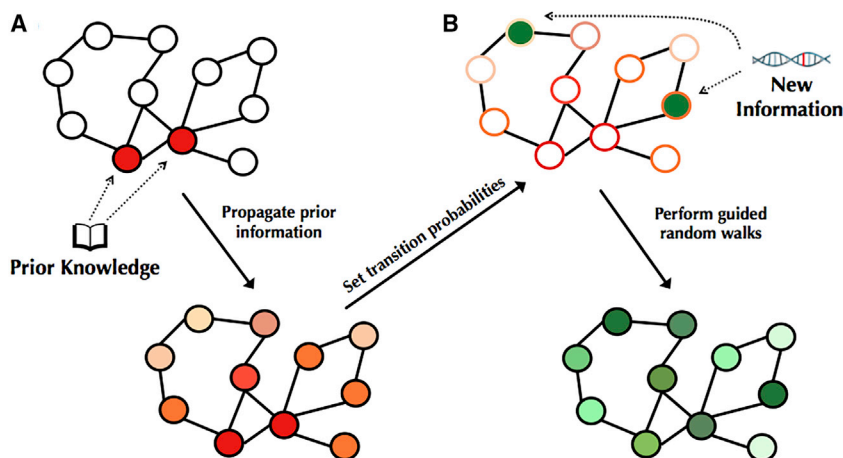 A
B
New
Information
Prior Knowledge
Propagate prior
information
Set transition probabilities
Perform guided
random walks